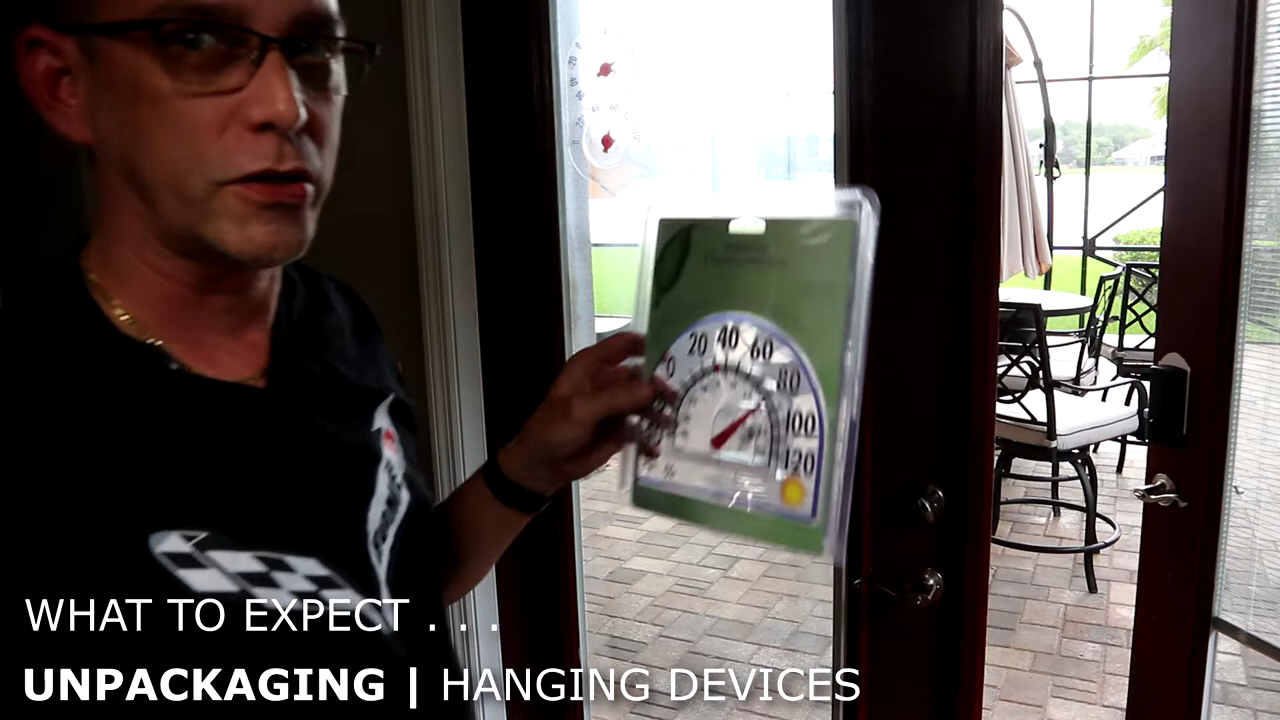 0 20 40 60 80 100 120
WHAT TO EXPECT . . .
UNPACKAGING | HANGING DEVICES